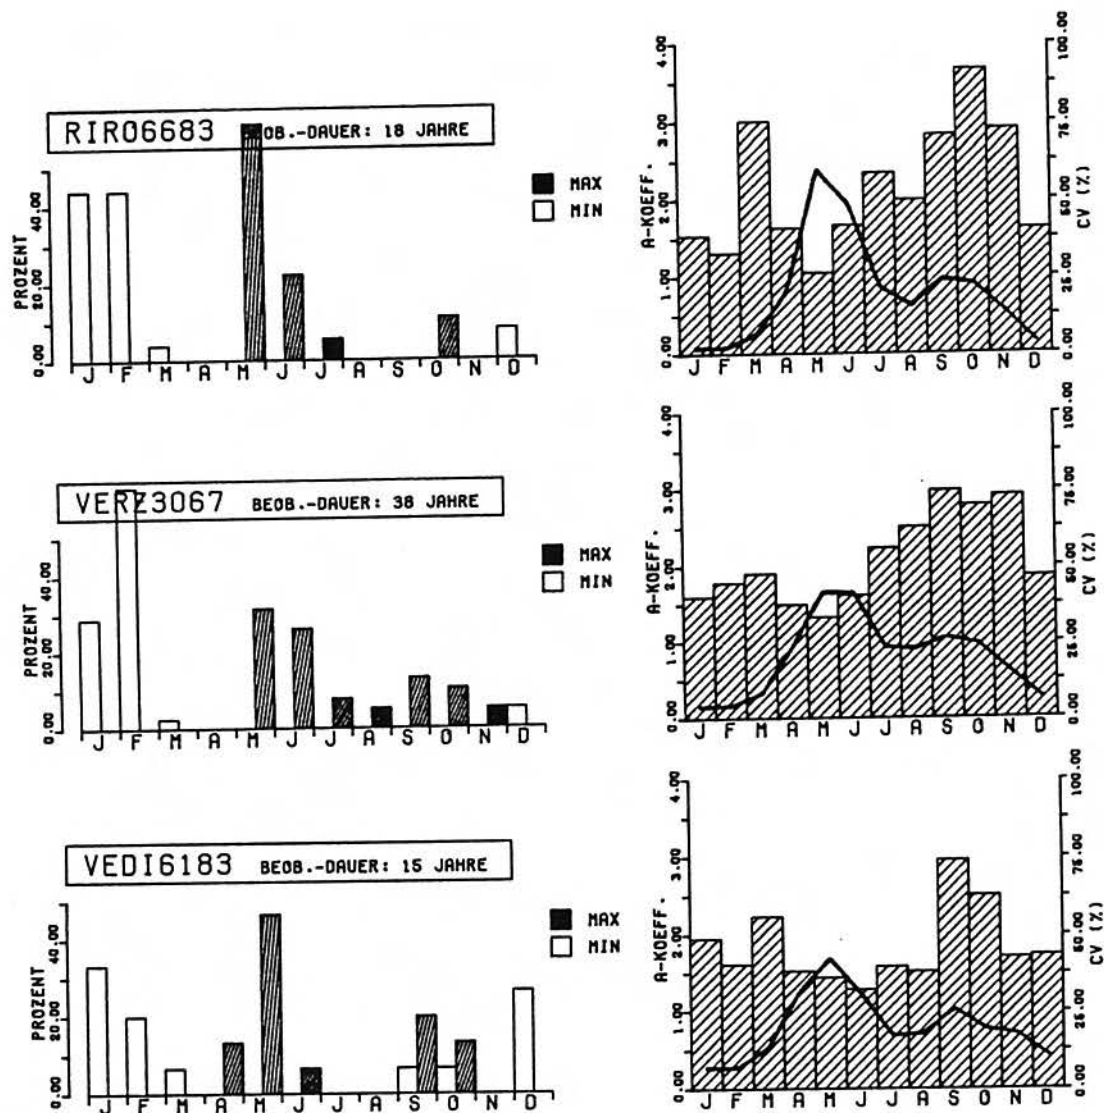 RIRO6683 OB.-DAUER: 18 JAHRE
MAX
MIN
PROZENT
40.00
20.00
0.00
J F M A M J J A S O N D
A-KOEFF.
4.00
3.00
2.00
1.00
0.00
CV (%)
100.00
75.00
50.00
25.00
0.00
J F M A M J J A S O N D
VERZ3067 BEOB.-DAUER: 38 JAHRE
MAX
MIN
PROZENT
40.00
20.00
0.00
J F M A M J J A S O N D
A-KOEFF.
4.00
3.00
2.00
1.00
0.00
CV (%)
100.00
75.00
50.00
25.00
0.00
J F M A M J J A S O N D
VEDI6183 BEOB.-DAUER: 15 JAHRE
MAX
MIN
PROZENT
40.00
20.00
0.00
J F M A M J J A S O N D
A-KOEFF.
4.00
3.00
2.00
1.00
0.00
CV (%)
100.00
75.00
50.00
25.00
0.00
J F M A M J J A S O N D